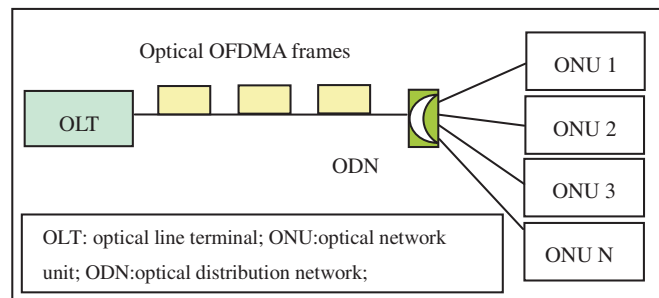 Optical OFDMA frames
OLT
ODN
ONU 1
ONU 2
ONU 3
ONU N
OLT: optical line terminal; ONU:optical network
unit; ODN:optical distribution network;